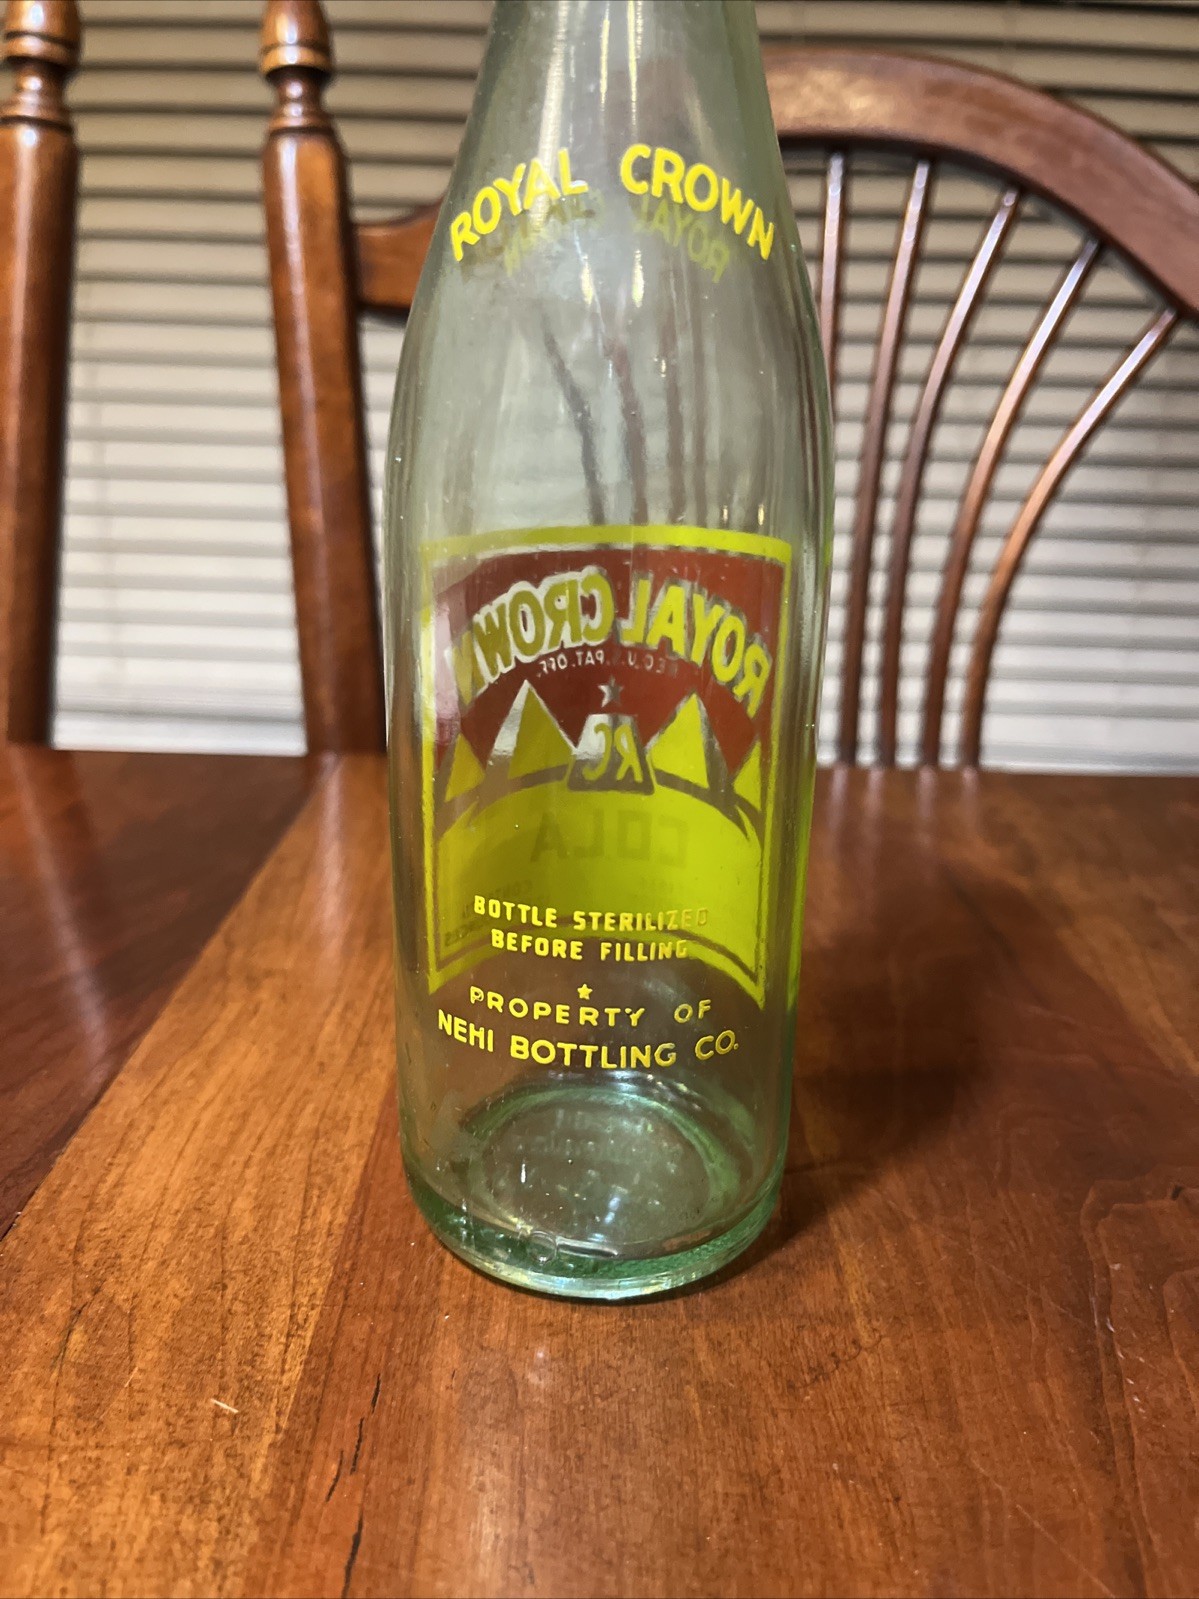 ROYAL CROWN
ROYAL CROWN
REG. U.S. PAT. OFF.
RC
COLA
BOTTLE STERILIZED
BEFORE FILLING
PROPERTY OF
NEHI BOTTLING CO.